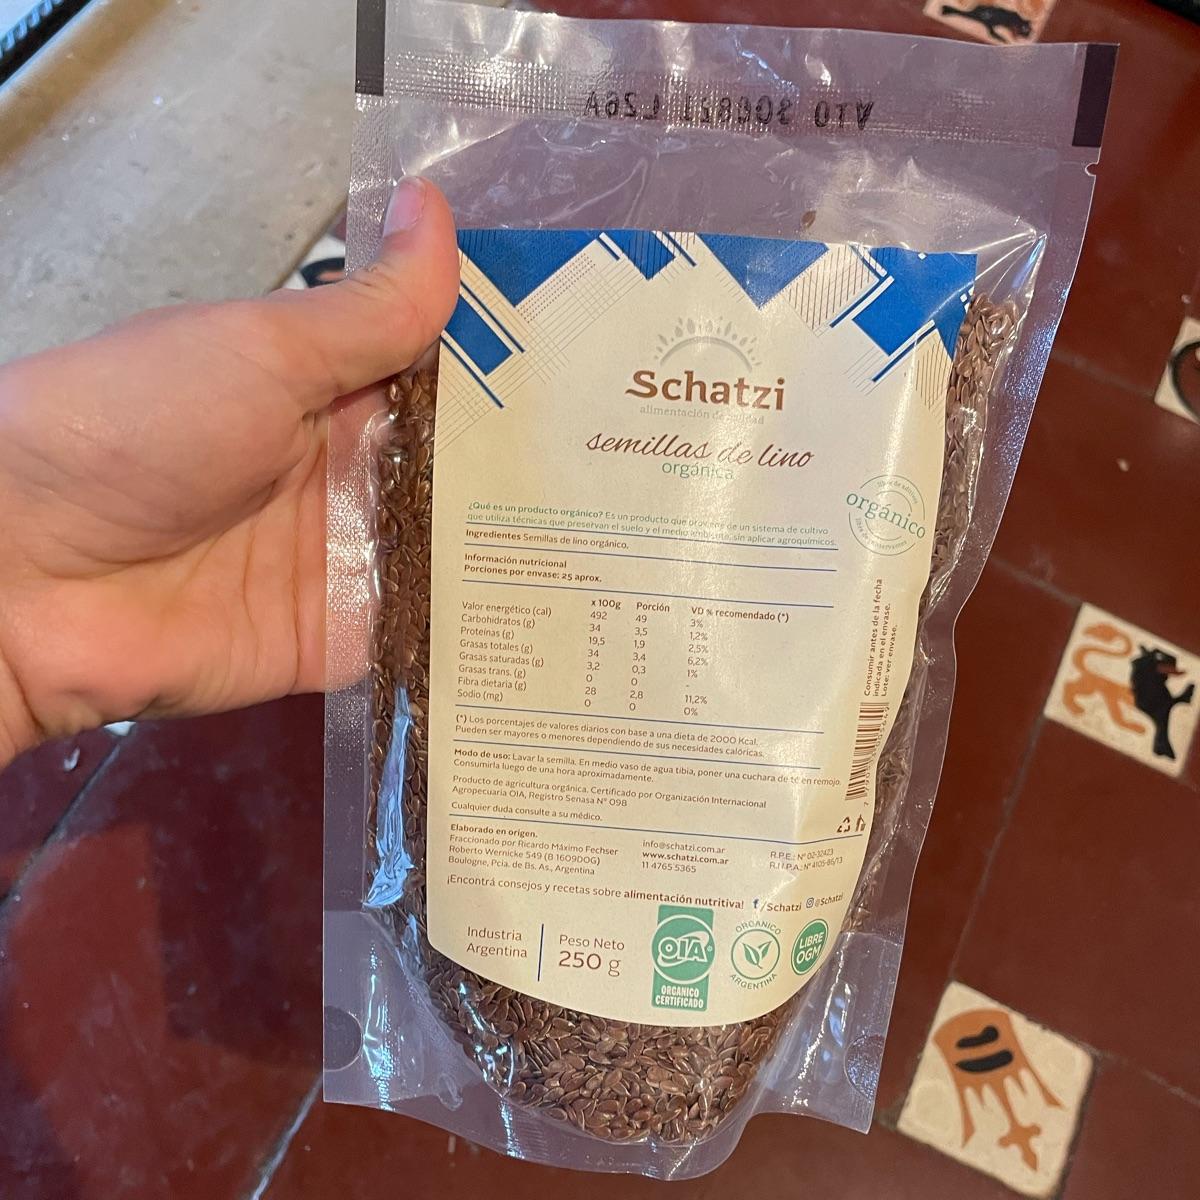 Schatzi
alimentación de calidad
semillas de lino
orgánica
orgánico
¿Qué es un producto orgánico? Es un producto que proviene de un sistema de cultivo
que utiliza técnicas que preservan el suelo y el medio ambiente, sin aplicar agroquímicos.
Ingredientes Semillas de lino orgánico.
Información nutricional
Porciones por envase: 25 aprox.
x 100g Porción VD % recomendado (*)
Valor energético (cal) 492 49 3%
Carbohidratos (g) 34 3,5 1,2%
Proteínas (g) 19,5 1,9 2,5%
Grasas totales (g) 34 3,4 6,2%
Grasas saturadas (g) 3,2 0,3 1%
Grasas trans. (g) 0 0 -
Fibra dietaria (g) 28 2,8 11,2%
Sodio (mg) 0 0 0%
(*) Los porcentajes de valores diarios con base a una dieta de 2000 Kcal.
Pueden ser mayores o menores dependiendo de sus necesidades calóricas.
Modo de uso: Lavar la semilla. En medio vaso de agua tibia, poner una cuchara de té en remojo.
Consumirla luego de una hora aproximadamente.
Producto de agricultura orgánica. Certificado por Organización Internacional
Agropecuaria OIA, Registro Senasa Nº 098
Cualquier duda consulte a su médico.
Consumir antes de la fecha
indicada en el envase.
Lote: ver envase.
Elaborado en origen.
Fraccionado por Ricardo Máximo Fechser
Roberto Wernicke 549 (B 1609DOG)
Boulogne, Pcia. de Bs. As., Argentina
info@schatzi.com.ar
www.schatzi.com.ar
11 4765 5365
R.P.E.: Nº 02-32423
R.N.P.A.: Nº 4105-86/13
¡Encontrá consejos y recetas sobre alimentación nutritiva! f/Schatzi @Schatzi
Industria
Argentina
Peso Neto
250 g
OIA
ORGANICO
CERTIFICADO
ORGANICO
ARGENTINA
LIBRE
OGM